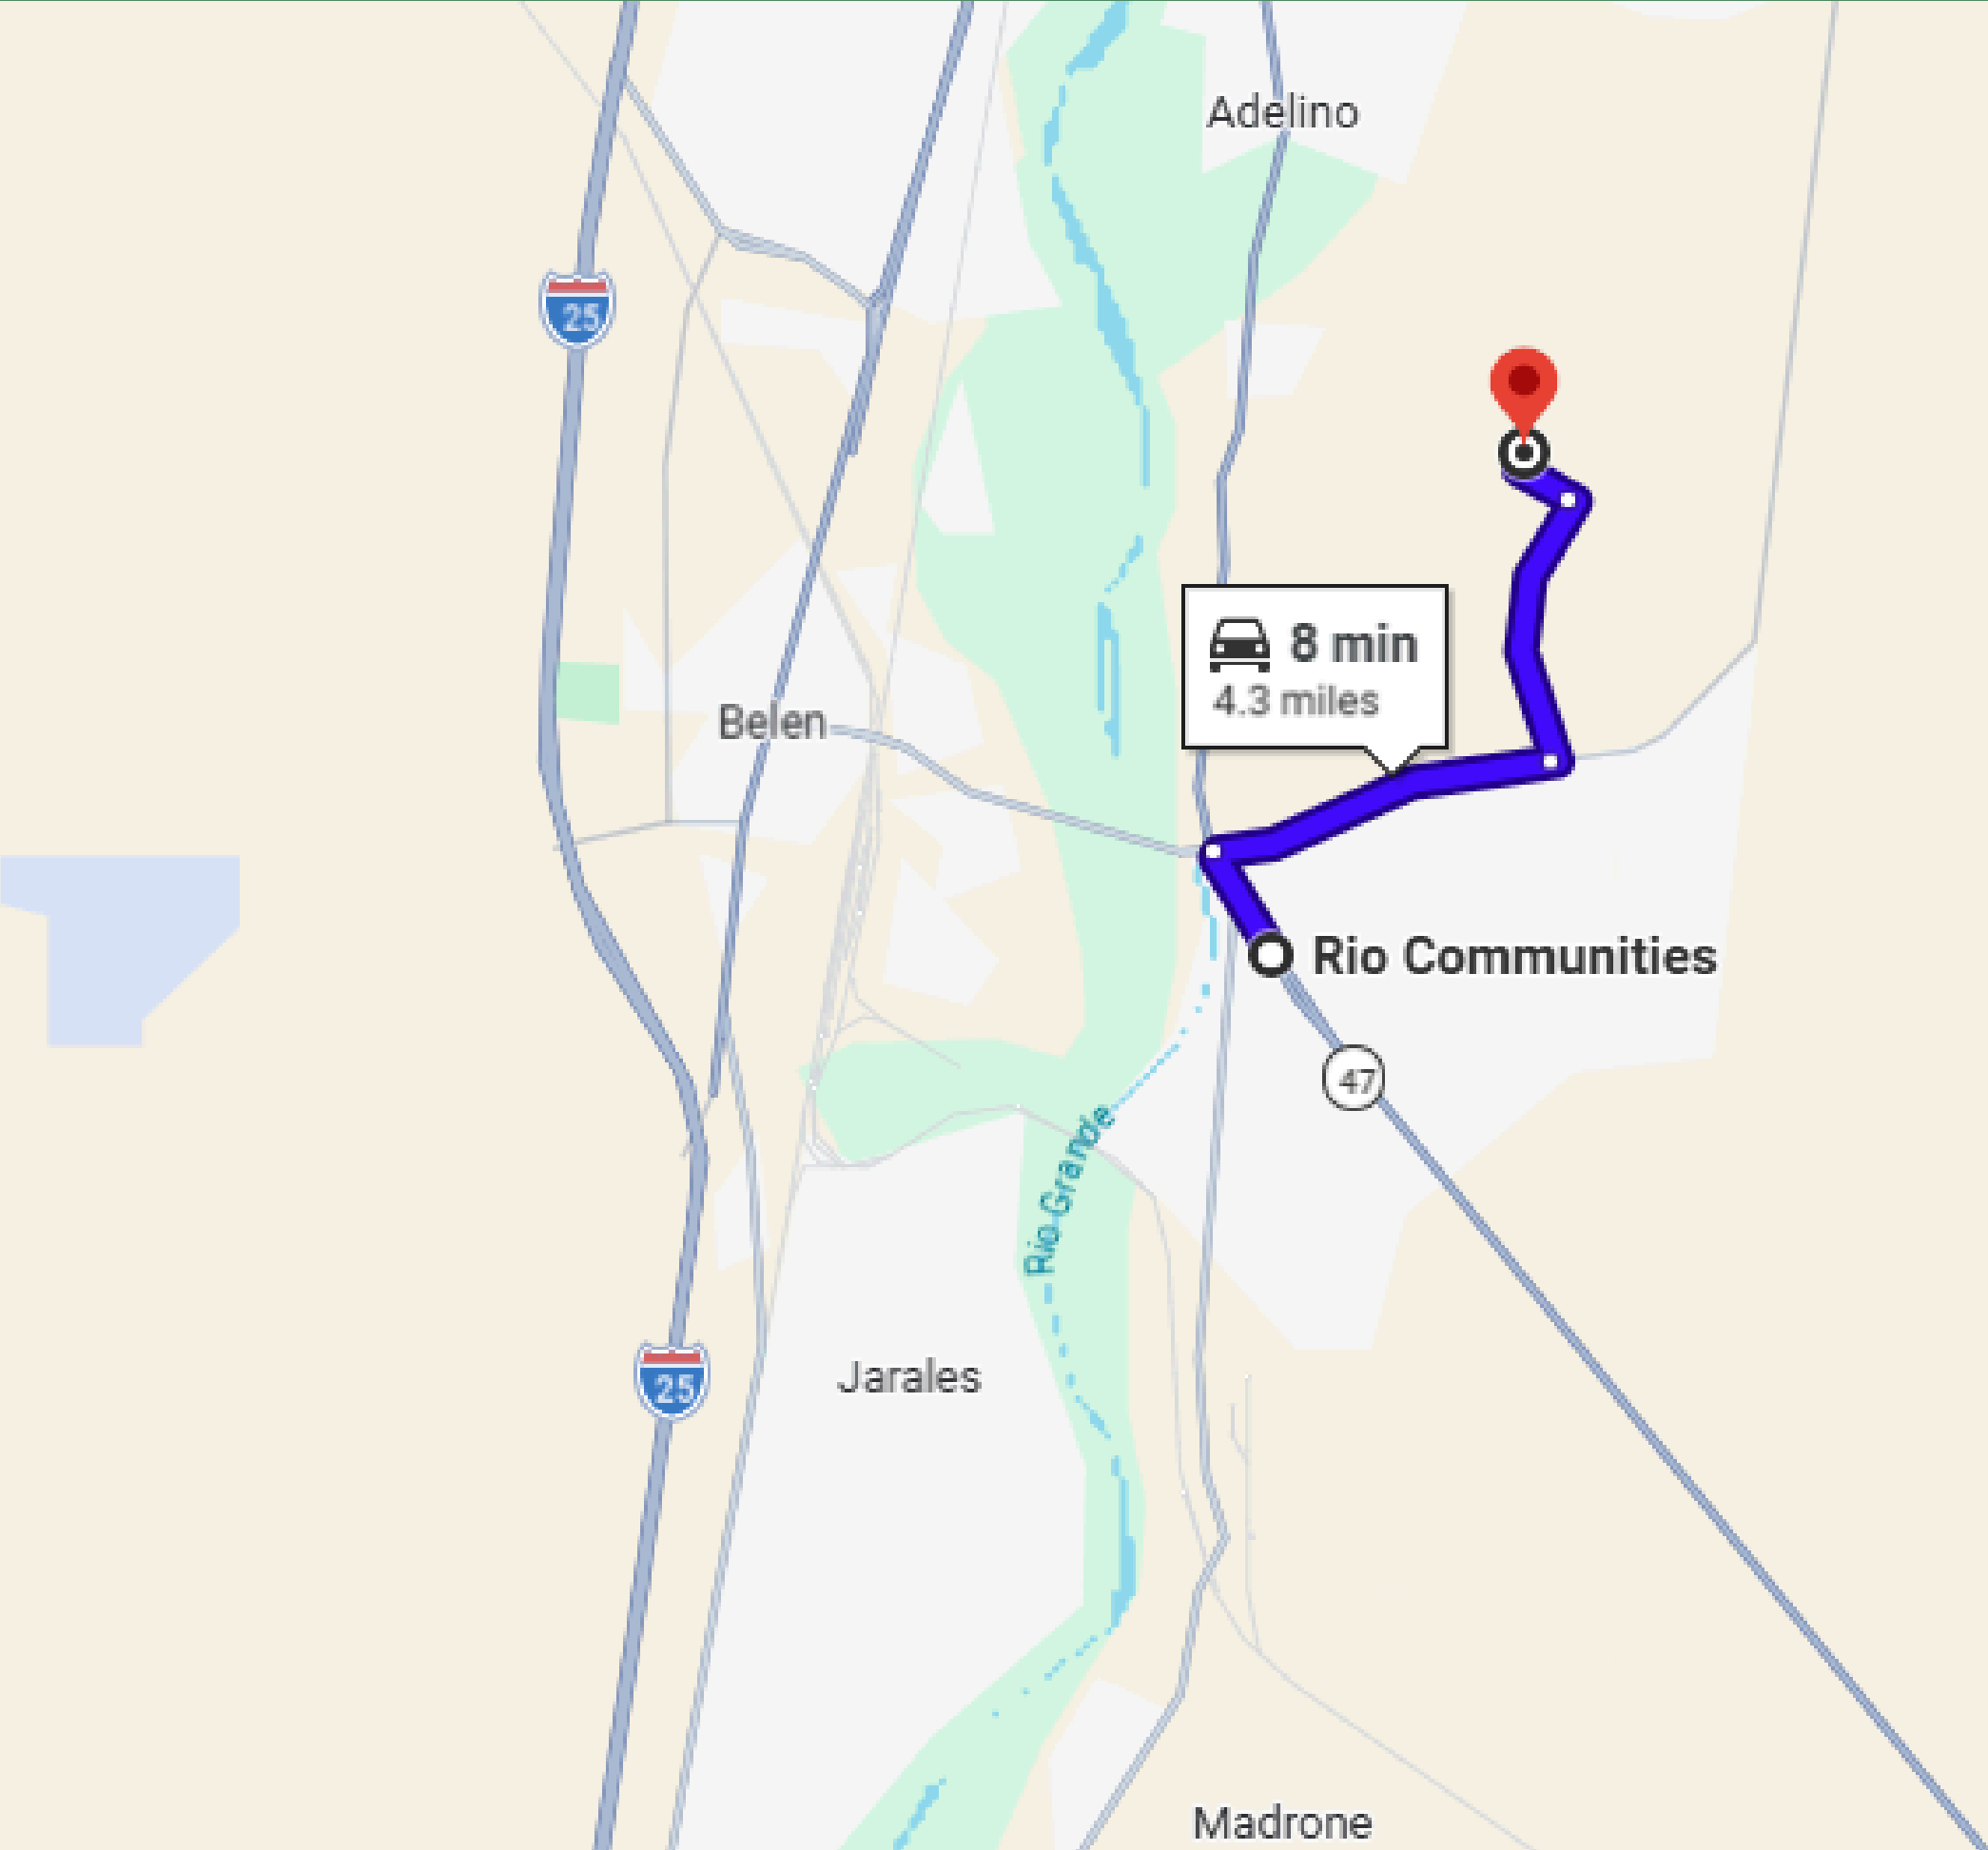 Adelino
25
8 min
4.3 miles
Belen
Rio Communities
47
Rio Grande
Jarales
25
Madrone